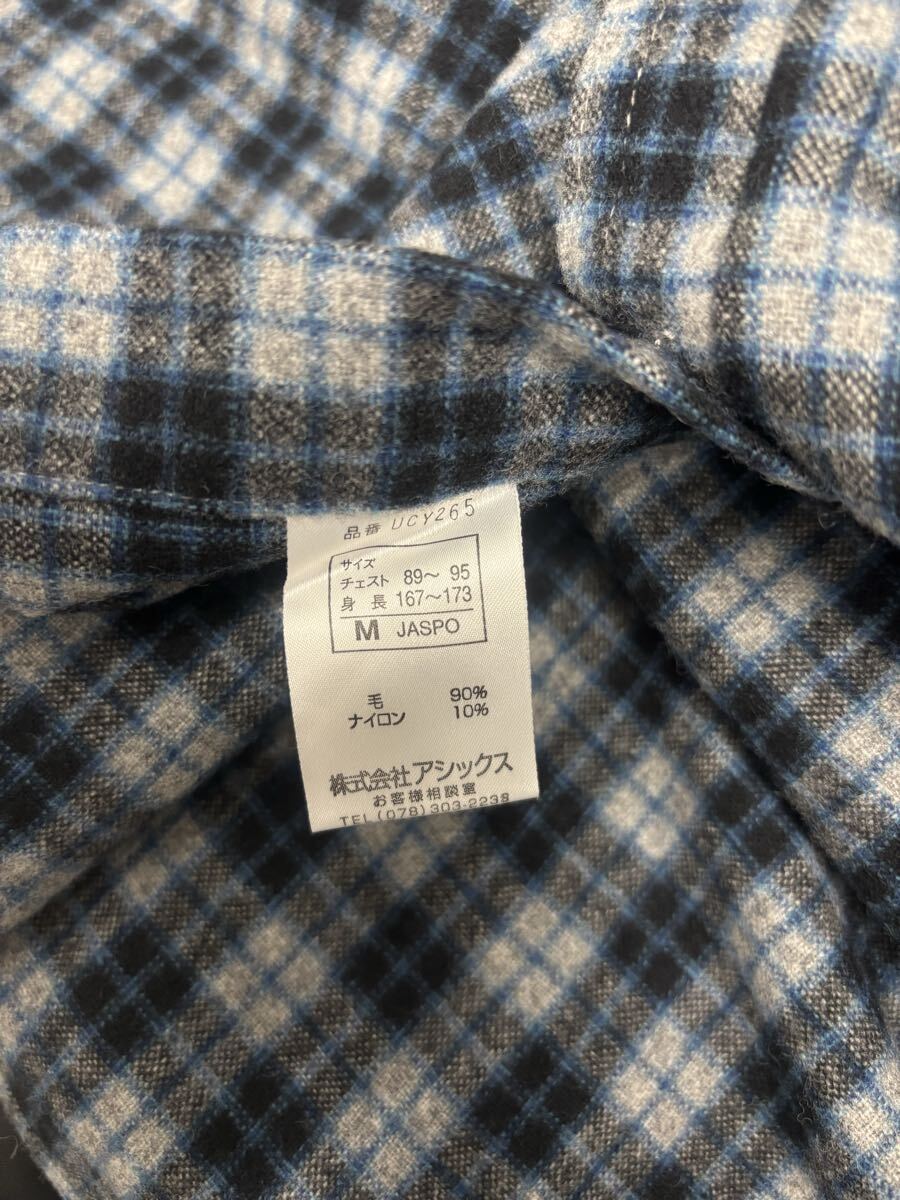 品番 UCY265
サイズ
チェスト 89〜 95
身 長 167〜173
M JASPO
毛 90%
ナイロン 10%
株式会社アシックス
お客様相談室
TEL(078)303-2238